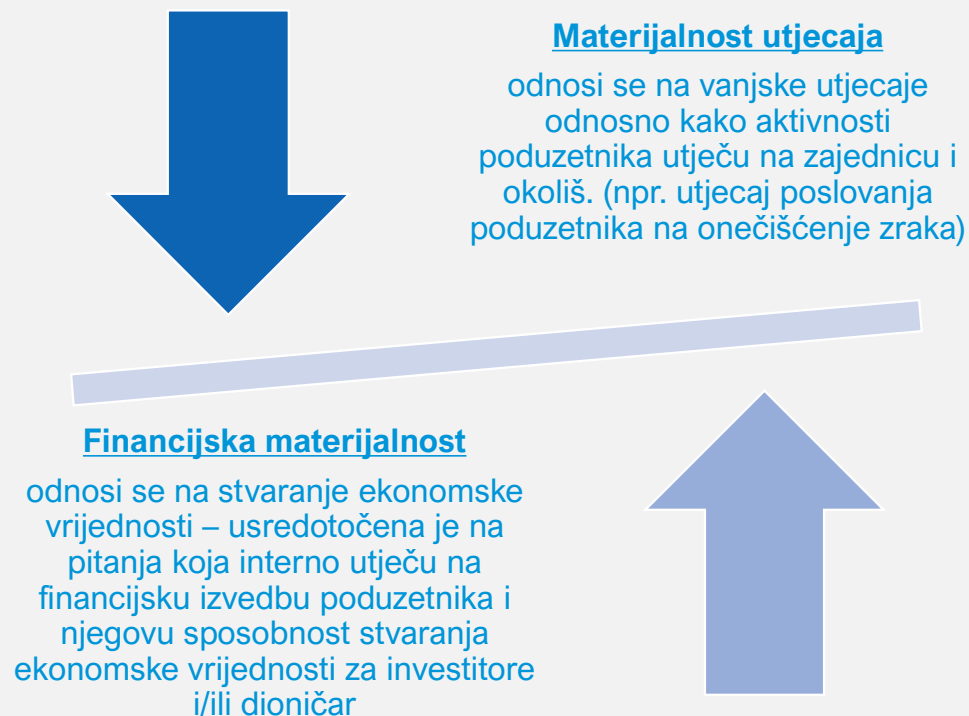 Materijalnost utjecaja
odnosi se na vanjske utjecaje
odnosno kako aktivnosti
poduzetnika utječu na zajednicu i
okoliš. (npr. utjecaj poslovanja
poduzetnika na onečišćenje zraka)
Financijska materijalnost
odnosi se na stvaranje ekonomske
vrijednosti – usredotočena je na
pitanja koja interno utječu na
financijsku izvedbu poduzetnika i
njegovu sposobnost stvaranja
ekonomske vrijednosti za investitore
i/ili dioničar